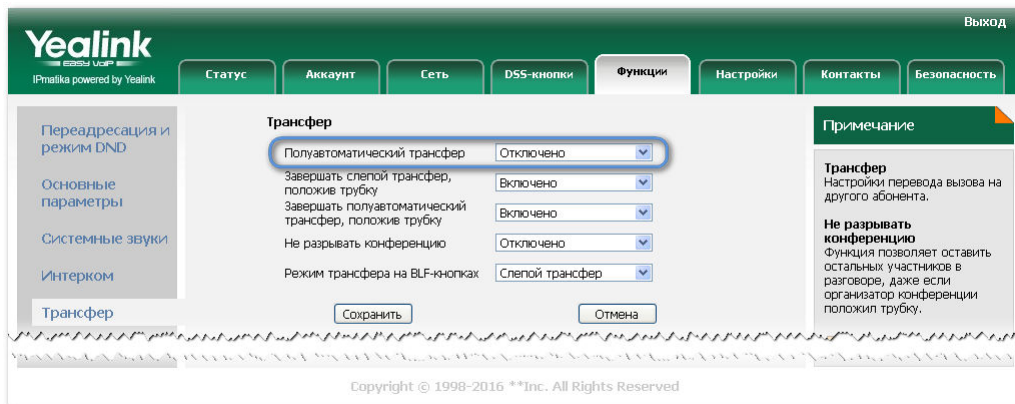 Выход
Yealink
EASY VoIP
IPmatika powered by Yealink
Статус
Аккаунт
Сеть
DSS-кнопки
Функции
Настройки
Контакты
Безопасность
Переадресация и
режим DND
Основные
параметры
Системные звуки
Интерком
Трансфер
Трансфер
Полуавтоматический трансфер
Отключено
Завершать слепой трансфер,
положив трубку
Включено
Завершать полуавтоматический
трансфер, положив трубку
Включено
Не разрывать конференцию
Отключено
Режим трансфера на BLF-кнопках
Слепой трансфер
Сохранить
Отмена
Примечание
Трансфер
Настройки перевода вызова на
другого абонента.
Не разрывать
конференцию
Функция позволяет оставить
остальных участников в
разговоре, даже если
организатор конференции
положил трубку.
Copyright © 1998-2016 **Inc. All Rights Reserved